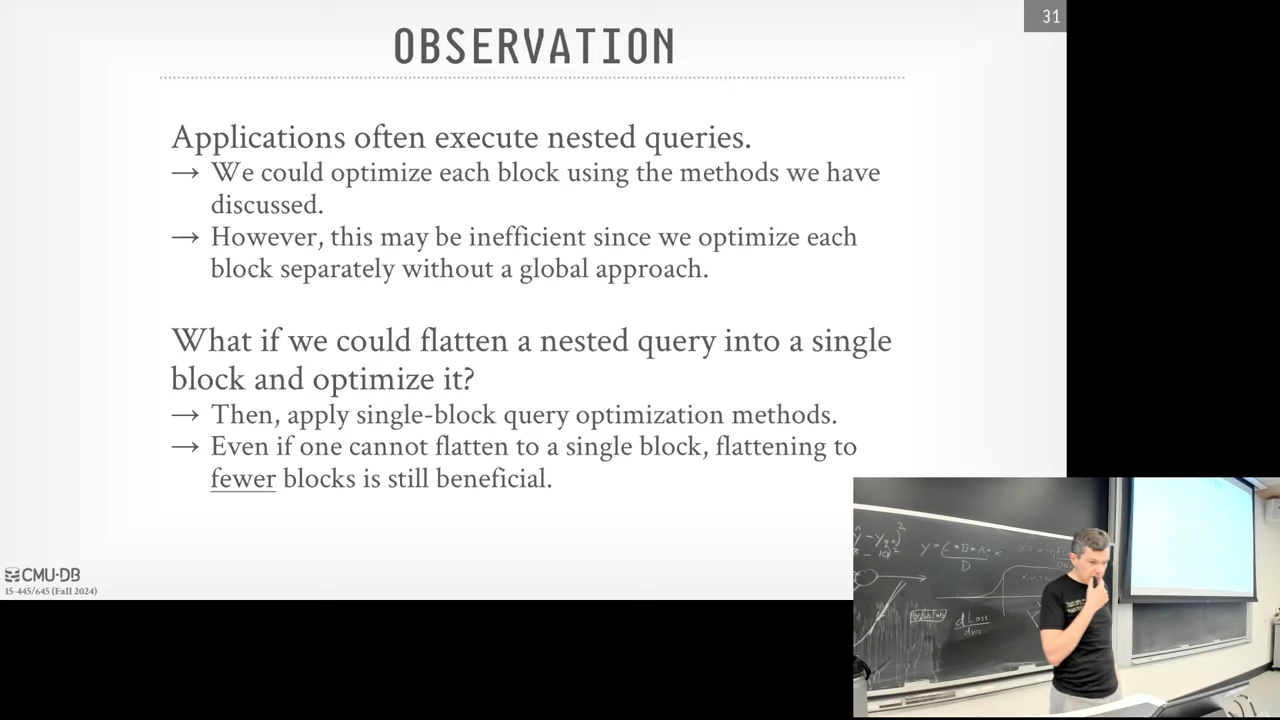 31
OBSERVATION
Applications often execute nested queries.
→ We could optimize each block using the methods we have
discussed.
→ However, this may be inefficient since we optimize each
block separately without a global approach.
What if we could flatten a nested query into a single
block and optimize it?
→ Then, apply single-block query optimization methods.
→ Even if one cannot flatten to a single block, flattening to
fewer blocks is still beneficial.
CMU·DB
15-445/645 (Fall 2024)
y = C * B * A * x
D
d Loss